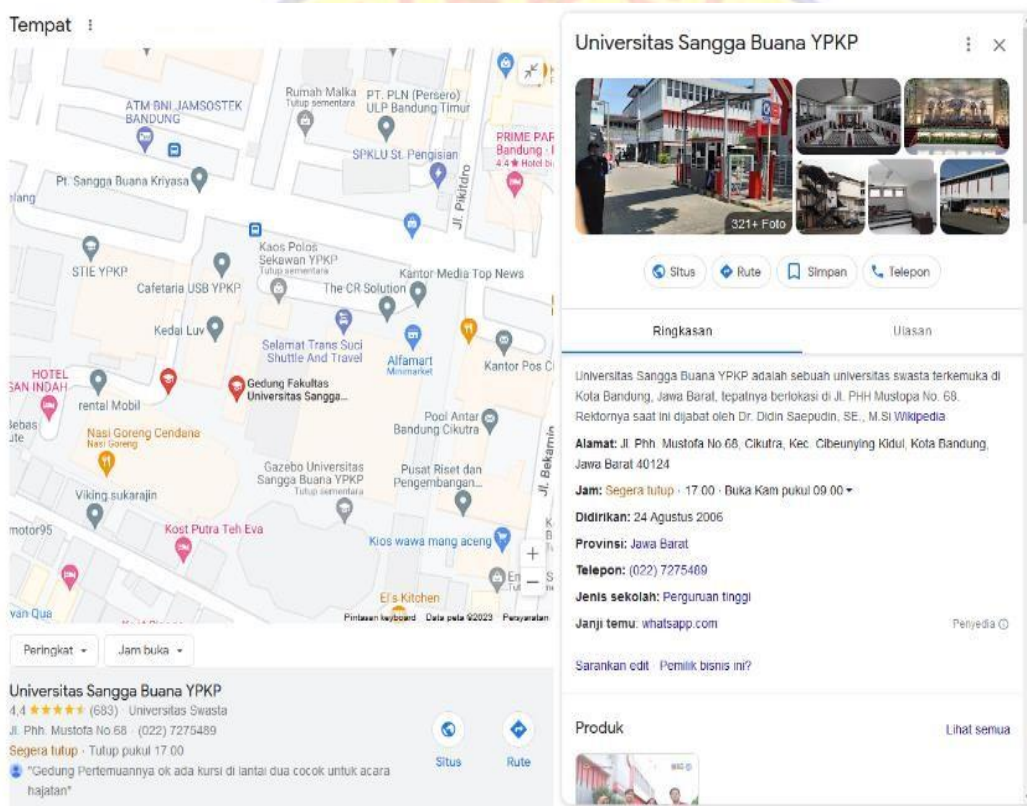 Tempat
ATM BNI JAMSOSTEK
BANDUNG
Rumah Malka
Tutup sementara
PT. PLN (Persero)
ULP Bandung Timur
SPKLU St. Pengisian
PRIME PAR
Bandung -
4.4 ★ Hotel bi
Pt. Sangga Buana Kriyasa
elang
Jl. Pikitdro
STIE YPKP
Cafetaria USB YPKP
Kaos Polos
Sekawan YPKP
Tutup sementara
Kantor Media Top News
The CR Solution
Kedai Luv
Selamat Trans Suci
Shuttle And Travel
Alfamart
Minimarket
Kantor Pos Ci
HOTEL
GAN INDAH
rental Mobil
Gedung Fakultas
Universitas Sangga...
Nasi Goreng Cendana
Nasi Goreng
Pool Antar
Bandung Cikutra
Gazebo Universitas
Sangga Buana YPKP
Tutup sementara
Pusat Riset dan
Pengembangan...
Jl. Bekamin
Viking.sukarajin
motor95
Kost Putra Teh Eva
Kios wawa mang aceng
El's Kitchen
van Qua
Pintasan keyboard Data peta ©2023 Persyaratan
Peringkat
Jam buka
Universitas Sangga Buana YPKP
4,4 ★★★★★ (683) · Universitas Swasta
Jl. Phh. Mustofa No.68 · (022) 7275489
Segera tutup · Tutup pukul 17.00
"Gedung Pertemuannya ok ada kursi di lantai dua cocok untuk acara
hajatan"
Situs
Rute
Universitas Sangga Buana YPKP
321+ Foto
Situs
Rute
Simpan
Telepon
Ringkasan
Ulasan
Universitas Sangga Buana YPKP adalah sebuah universitas swasta terkemuka di
Kota Bandung, Jawa Barat, tepatnya berlokasi di Jl. PHH Mustopa No. 68.
Rektornya saat ini dijabat oleh Dr. Didin Saepudin, SE., M.Si Wikipedia
Alamat: Jl. Phh. Mustofa No.68, Cikutra, Kec. Cibeunying Kidul, Kota Bandung,
Jawa Barat 40124
Jam: Segera tutup · 17.00 · Buka Kam pukul 09.00
Didirikan: 24 Agustus 2006
Provinsi: Jawa Barat
Telepon: (022) 7275489
Jenis sekolah: Perguruan tinggi
Janji temu: whatsapp.com
Penyedia
Sarankan edit · Pemilik bisnis ini?
Produk
Lihat semua